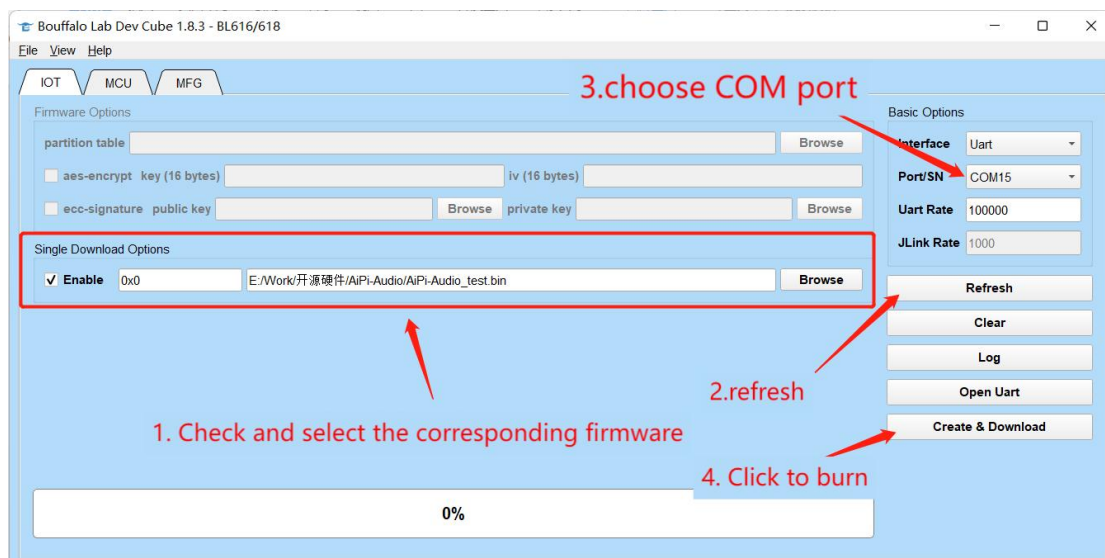 Bouffalo Lab Dev Cube 1.8.3 - BL616/618
File View Help
IOT MCU MFG
3.choose COM port
Firmware Options
partition table Browse
aes-encrypt key (16 bytes) iv (16 bytes)
ecc-signature public key Browse private key Browse
Single Download Options
Enable 0x0 E:/Work/开源硬件/AiPi-Audio/AiPi-Audio_test.bin Browse
Basic Options
Interface Uart
Port/SN COM15
Uart Rate 100000
JLink Rate 1000
Refresh
Clear
Log
Open Uart
Create & Download
2.refresh
1. Check and select the corresponding firmware
4. Click to burn
0%